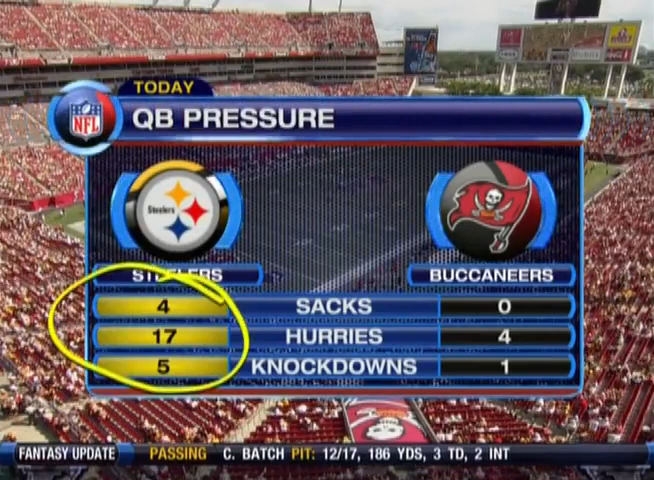 TODAY
NFL
QB PRESSURE
Steelers
STEELERS
BUCCANEERS
4 SACKS 0
17 HURRIES 4
5 KNOCKDOWNS 1
FANTASY UPDATE PASSING C. BATCH PIT: 12/17, 186 YDS, 3 TD, 2 INT